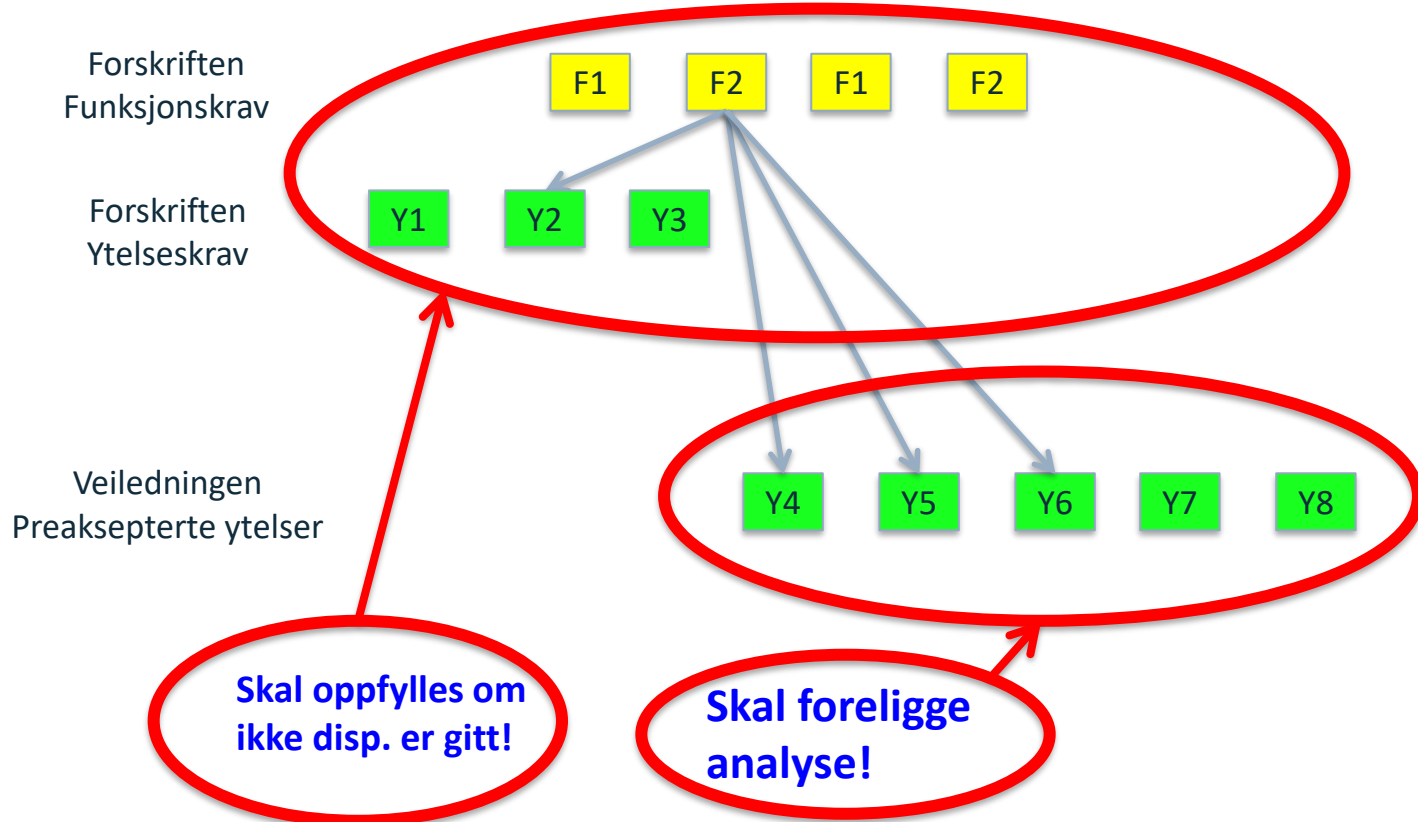 Forskriften
Funksjonskrav
F1 F2 F1 F2
Forskriften
Ytelseskrav
Y1 Y2 Y3
Veiledningen
Preaksepterte ytelser
Y4 Y5 Y6 Y7 Y8
Skal oppfylles om
ikke disp. er gitt!
Skal foreligge
analyse!